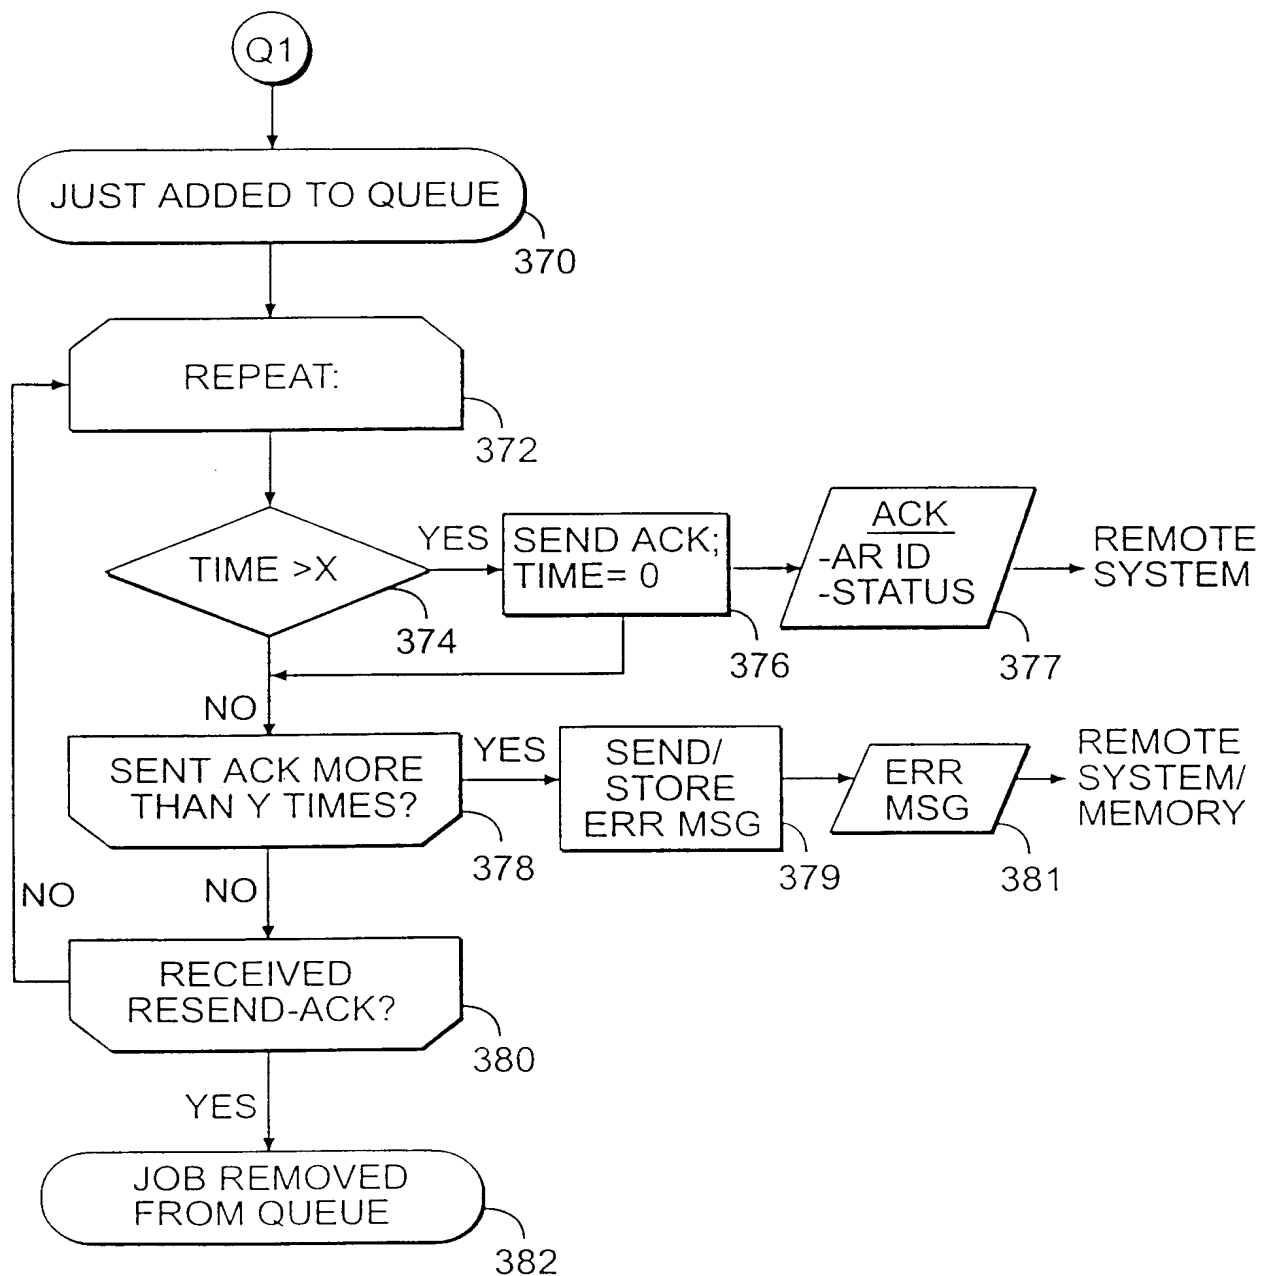 Q1
JUST ADDED TO QUEUE
370
REPEAT:
372
TIME >X
374
YES
SEND ACK;
TIME= 0
376
ACK
-AR ID
-STATUS
377
REMOTE
SYSTEM
NO
SENT ACK MORE
THAN Y TIMES?
378
YES
SEND/
STORE
ERR MSG
379
ERR
MSG
381
REMOTE
SYSTEM/
MEMORY
NO
NO
RECEIVED
RESEND-ACK?
380
YES
JOB REMOVED
FROM QUEUE
382